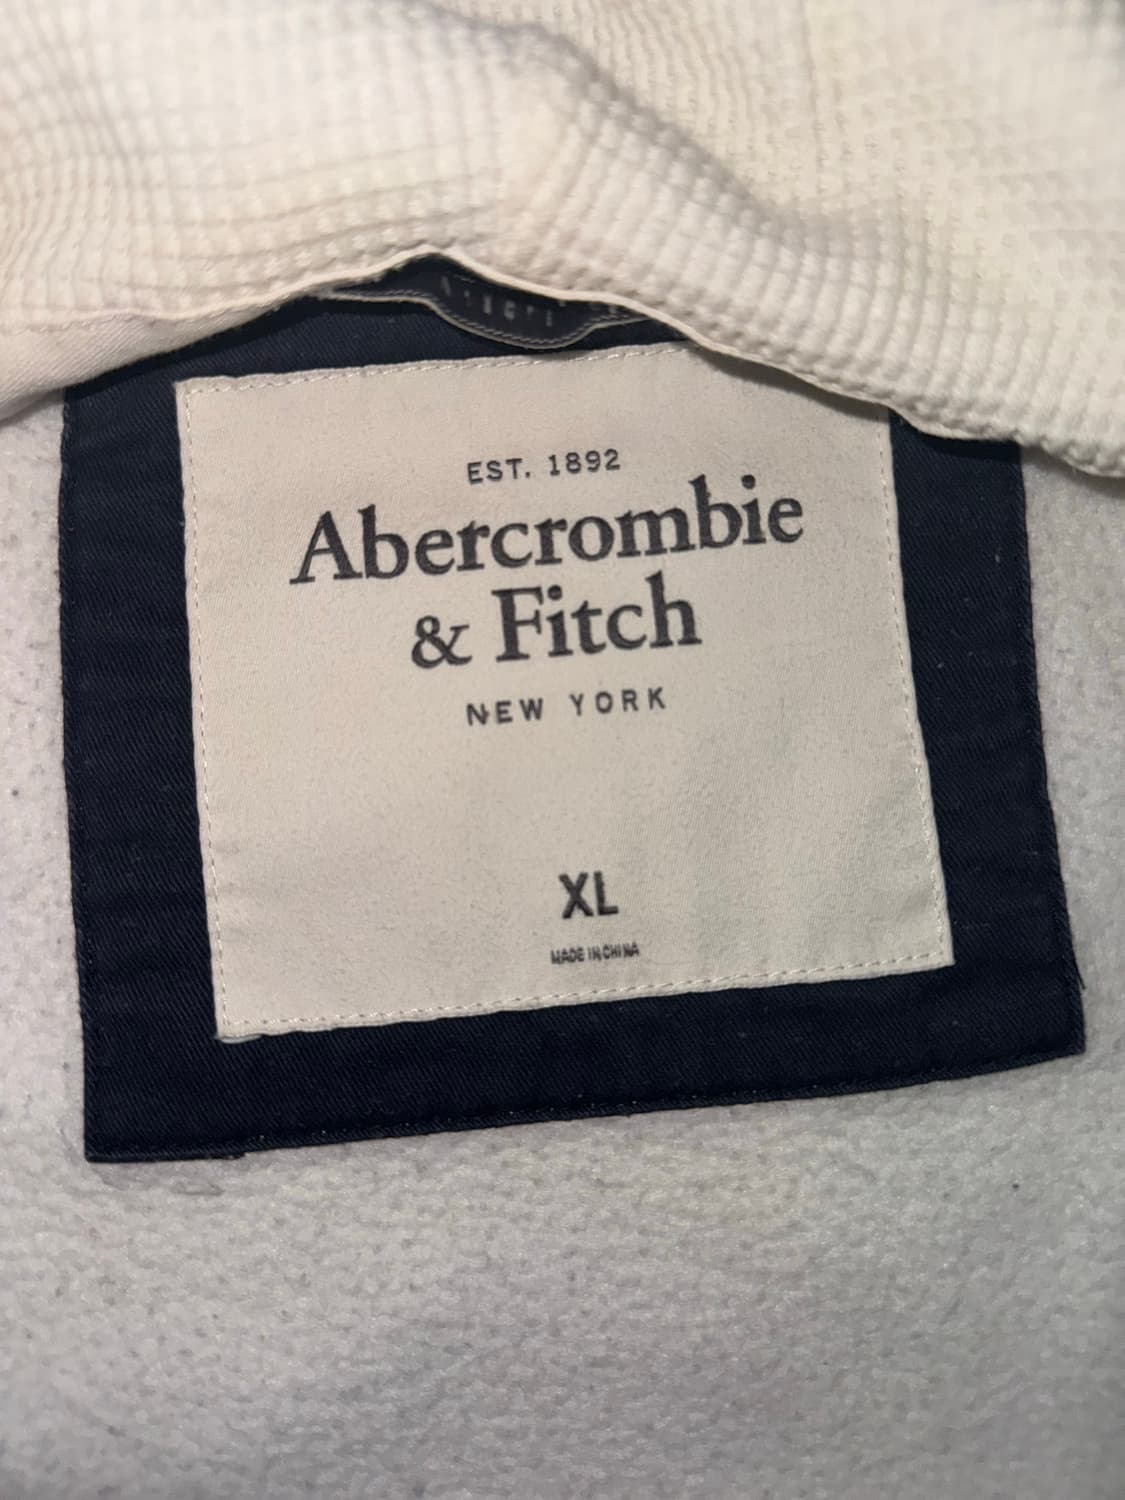 EST. 1892
Abercrombie
& Fitch
NEW YORK
XL
MADE IN CHINA